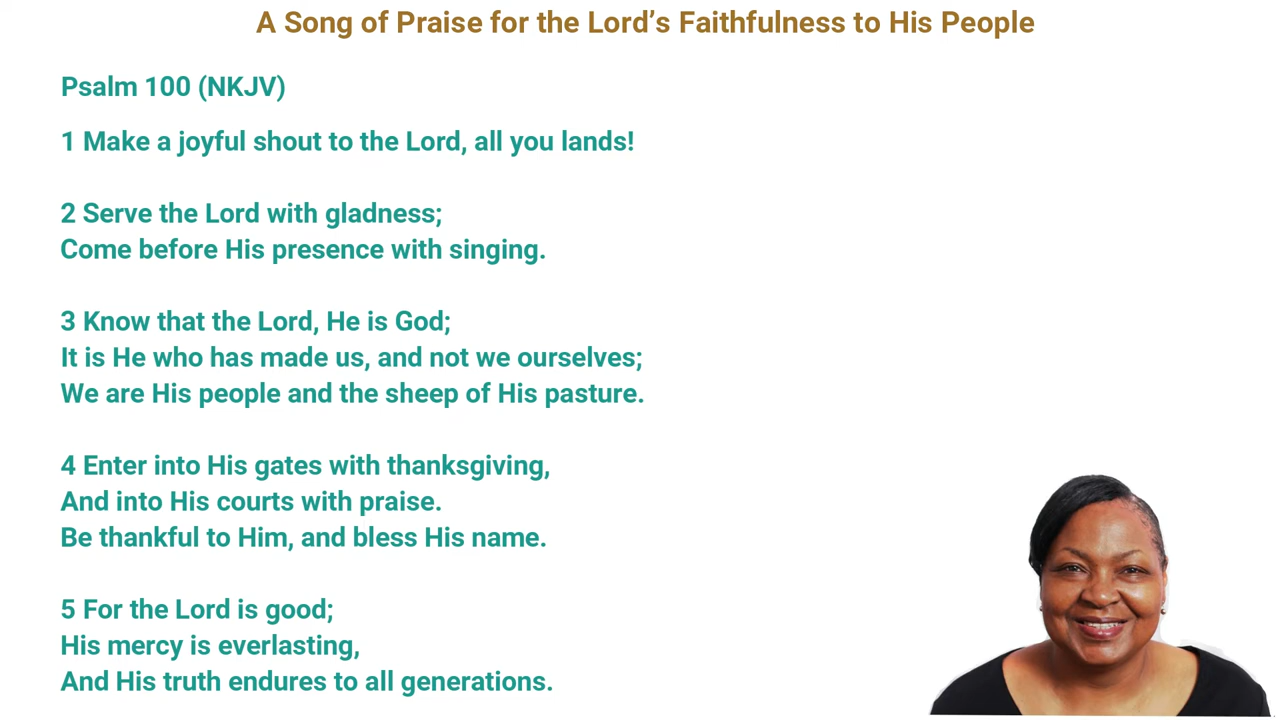 A Song of Praise for the Lord’s Faithfulness to His People
Psalm 100 (NKJV)
1 Make a joyful shout to the Lord, all you lands!
2 Serve the Lord with gladness;
Come before His presence with singing.
3 Know that the Lord, He is God;
It is He who has made us, and not we ourselves;
We are His people and the sheep of His pasture.
4 Enter into His gates with thanksgiving,
And into His courts with praise.
Be thankful to Him, and bless His name.
5 For the Lord is good;
His mercy is everlasting,
And His truth endures to all generations.